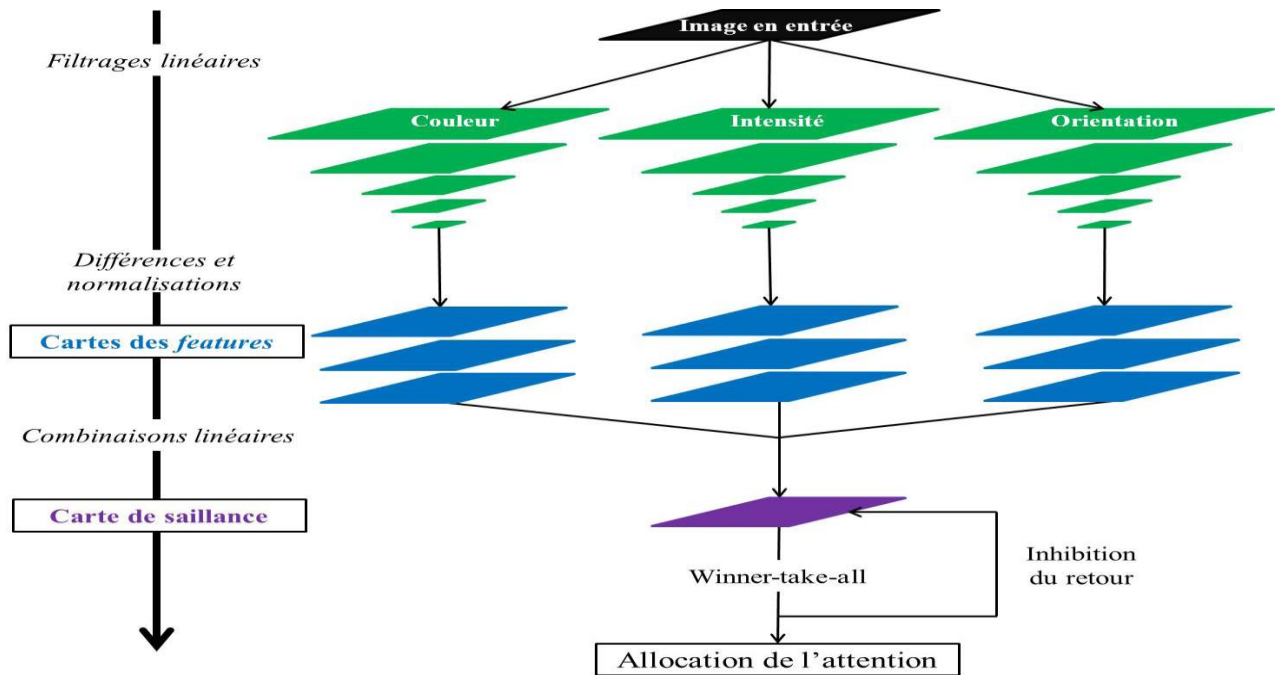 Image en entrée
Filtrages linéaires
Couleur
Intensité
Orientation
Différences et
normalisations
Cartes des features
Combinaisons linéaires
Carte de saillance
Winner-take-all
Inhibition
du retour
Allocation de l'attention